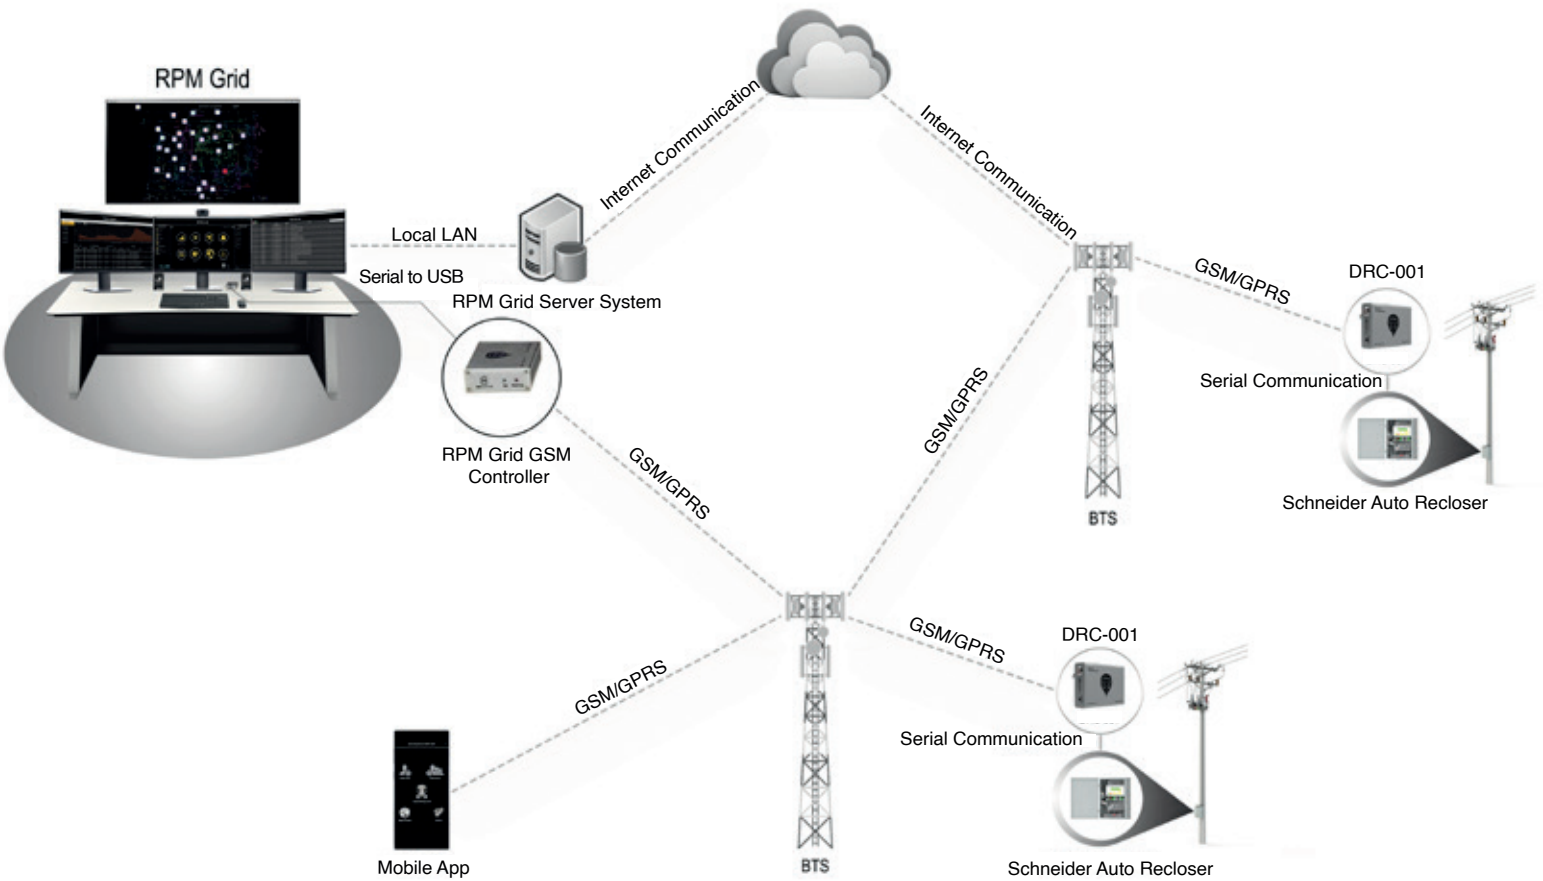 RPM Grid
Internet Communication
Internet Communication
Local LAN
Serial to USB
RPM Grid Server System
GSM/GPRS
DRC-001
Serial Communication
Schneider Auto Recloser
BTS
GSM/GPRS
RPM Grid GSM
Controller
GSM/GPRS
GSM/GPRS
DRC-001
GSM/GPRS
Serial Communication
Mobile App
BTS
Schneider Auto Recloser